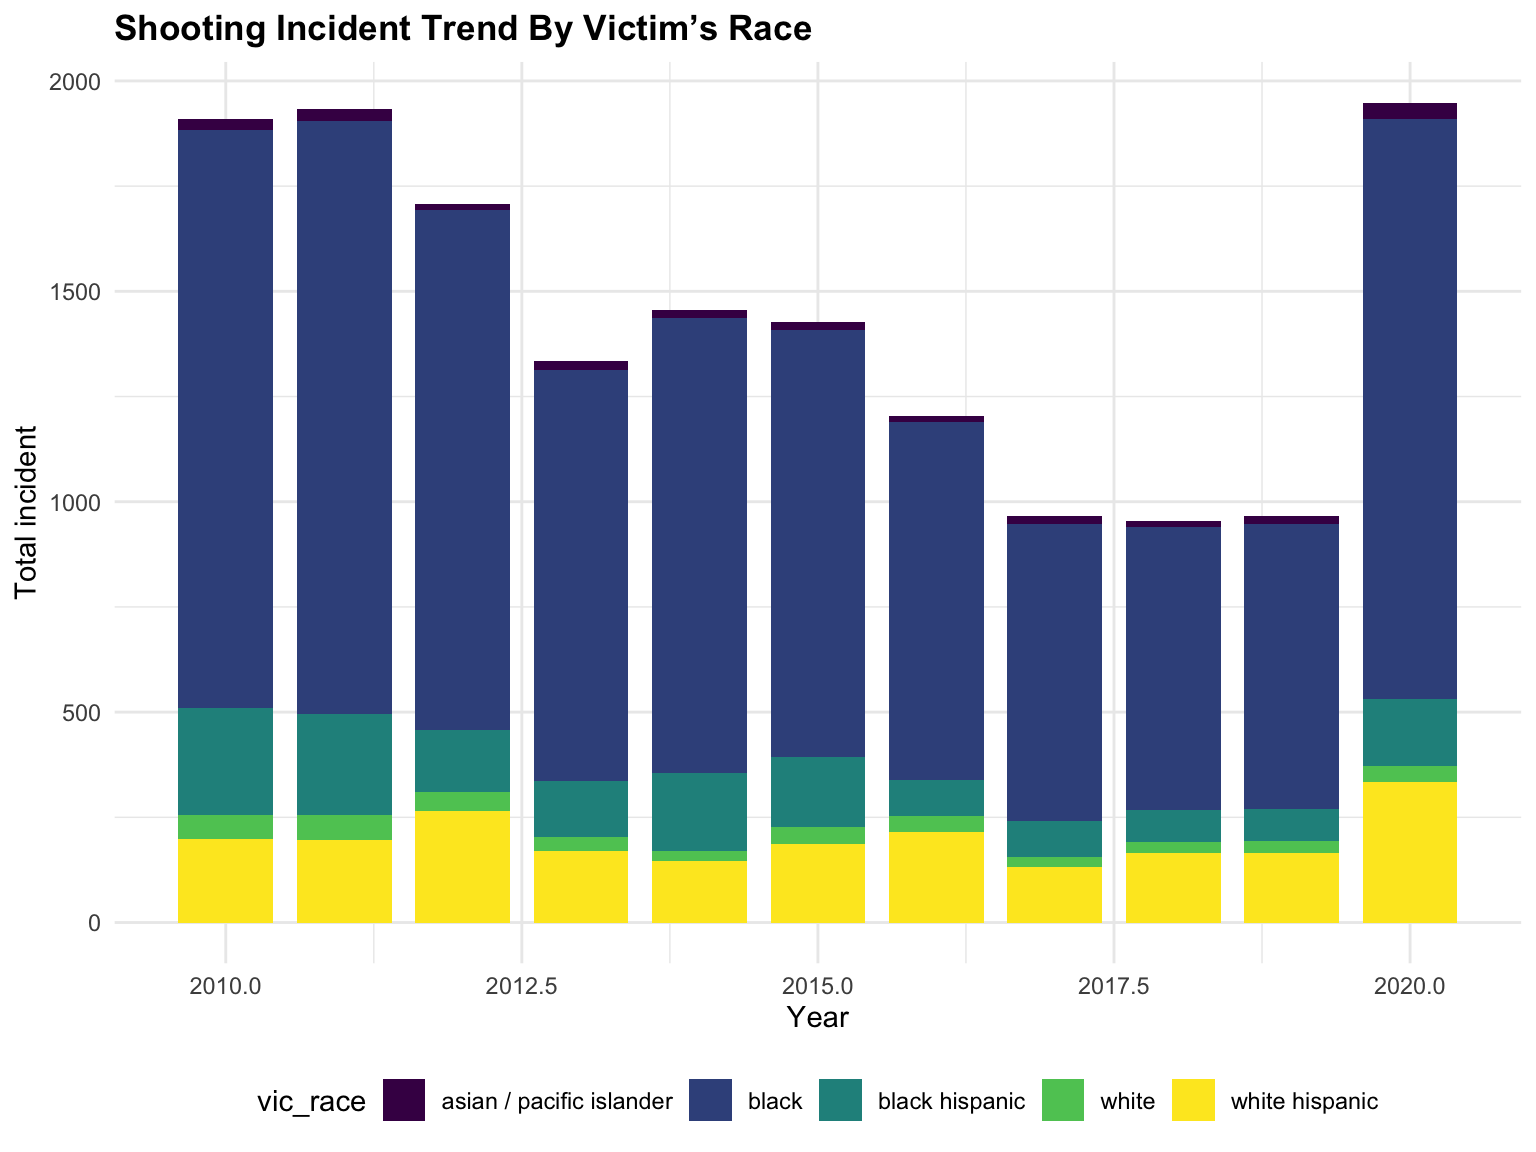 Shooting Incident Trend By Victim’s Race
2000
1500
1000
500
0
Total incident
2010.0 2012.5 2015.0 2017.5 2020.0
Year
vic_race asian / pacific islander black black hispanic white white hispanic